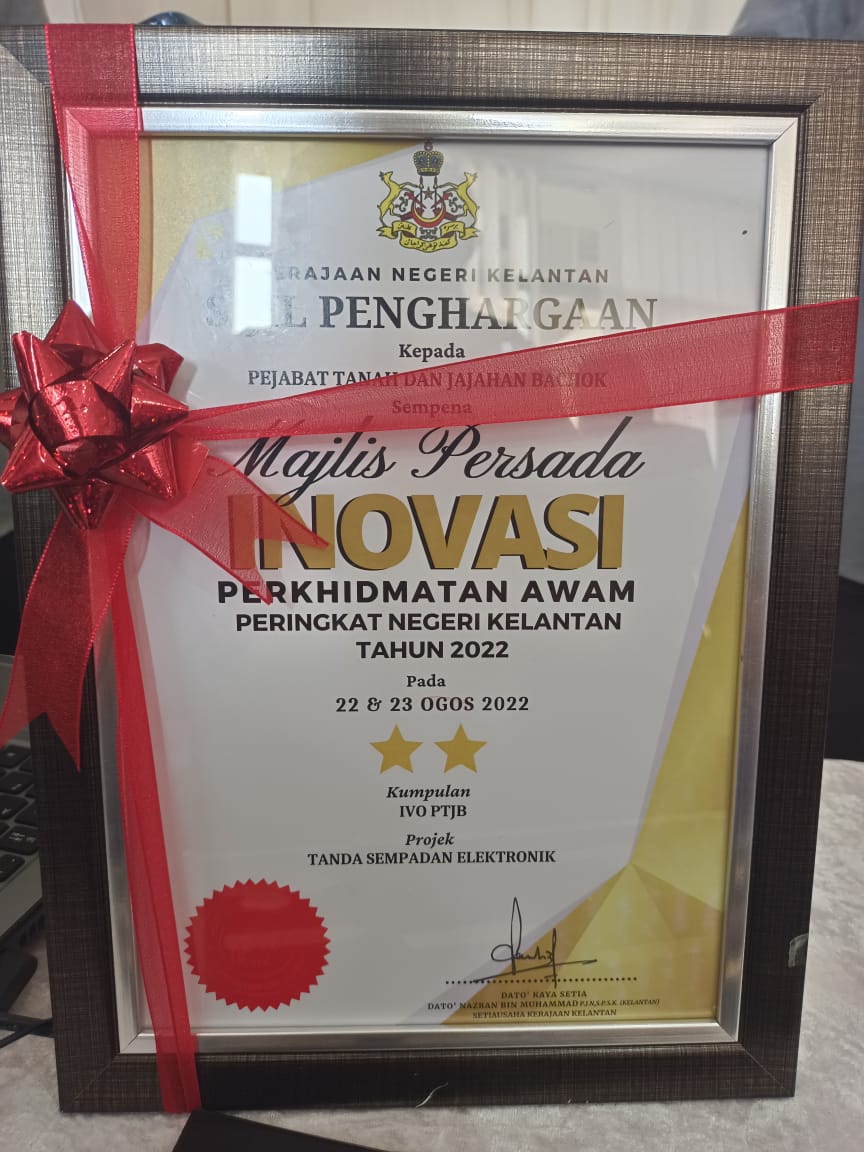 KERAJAAN NEGERI KELANTAN
SIJIL PENGHARGAAN
Kepada
PEJABAT TANAH DAN JAJAHAN BACHOK
Sempena
Majlis Persada
INOVASI
PERKHIDMATAN AWAM
PERINGKAT NEGERI KELANTAN
TAHUN 2022
Pada
22 & 23 OGOS 2022
Kumpulan
IVO PTJB
Projek
TANDA SEMPADAN ELEKTRONIK
DATO' KAYA SETIA
DATO' NAZRAN BIN MUHAMMAD P.J.N,S.P.S.K. (KELANTAN)
SETIAUSAHA KERAJAAN KELANTAN